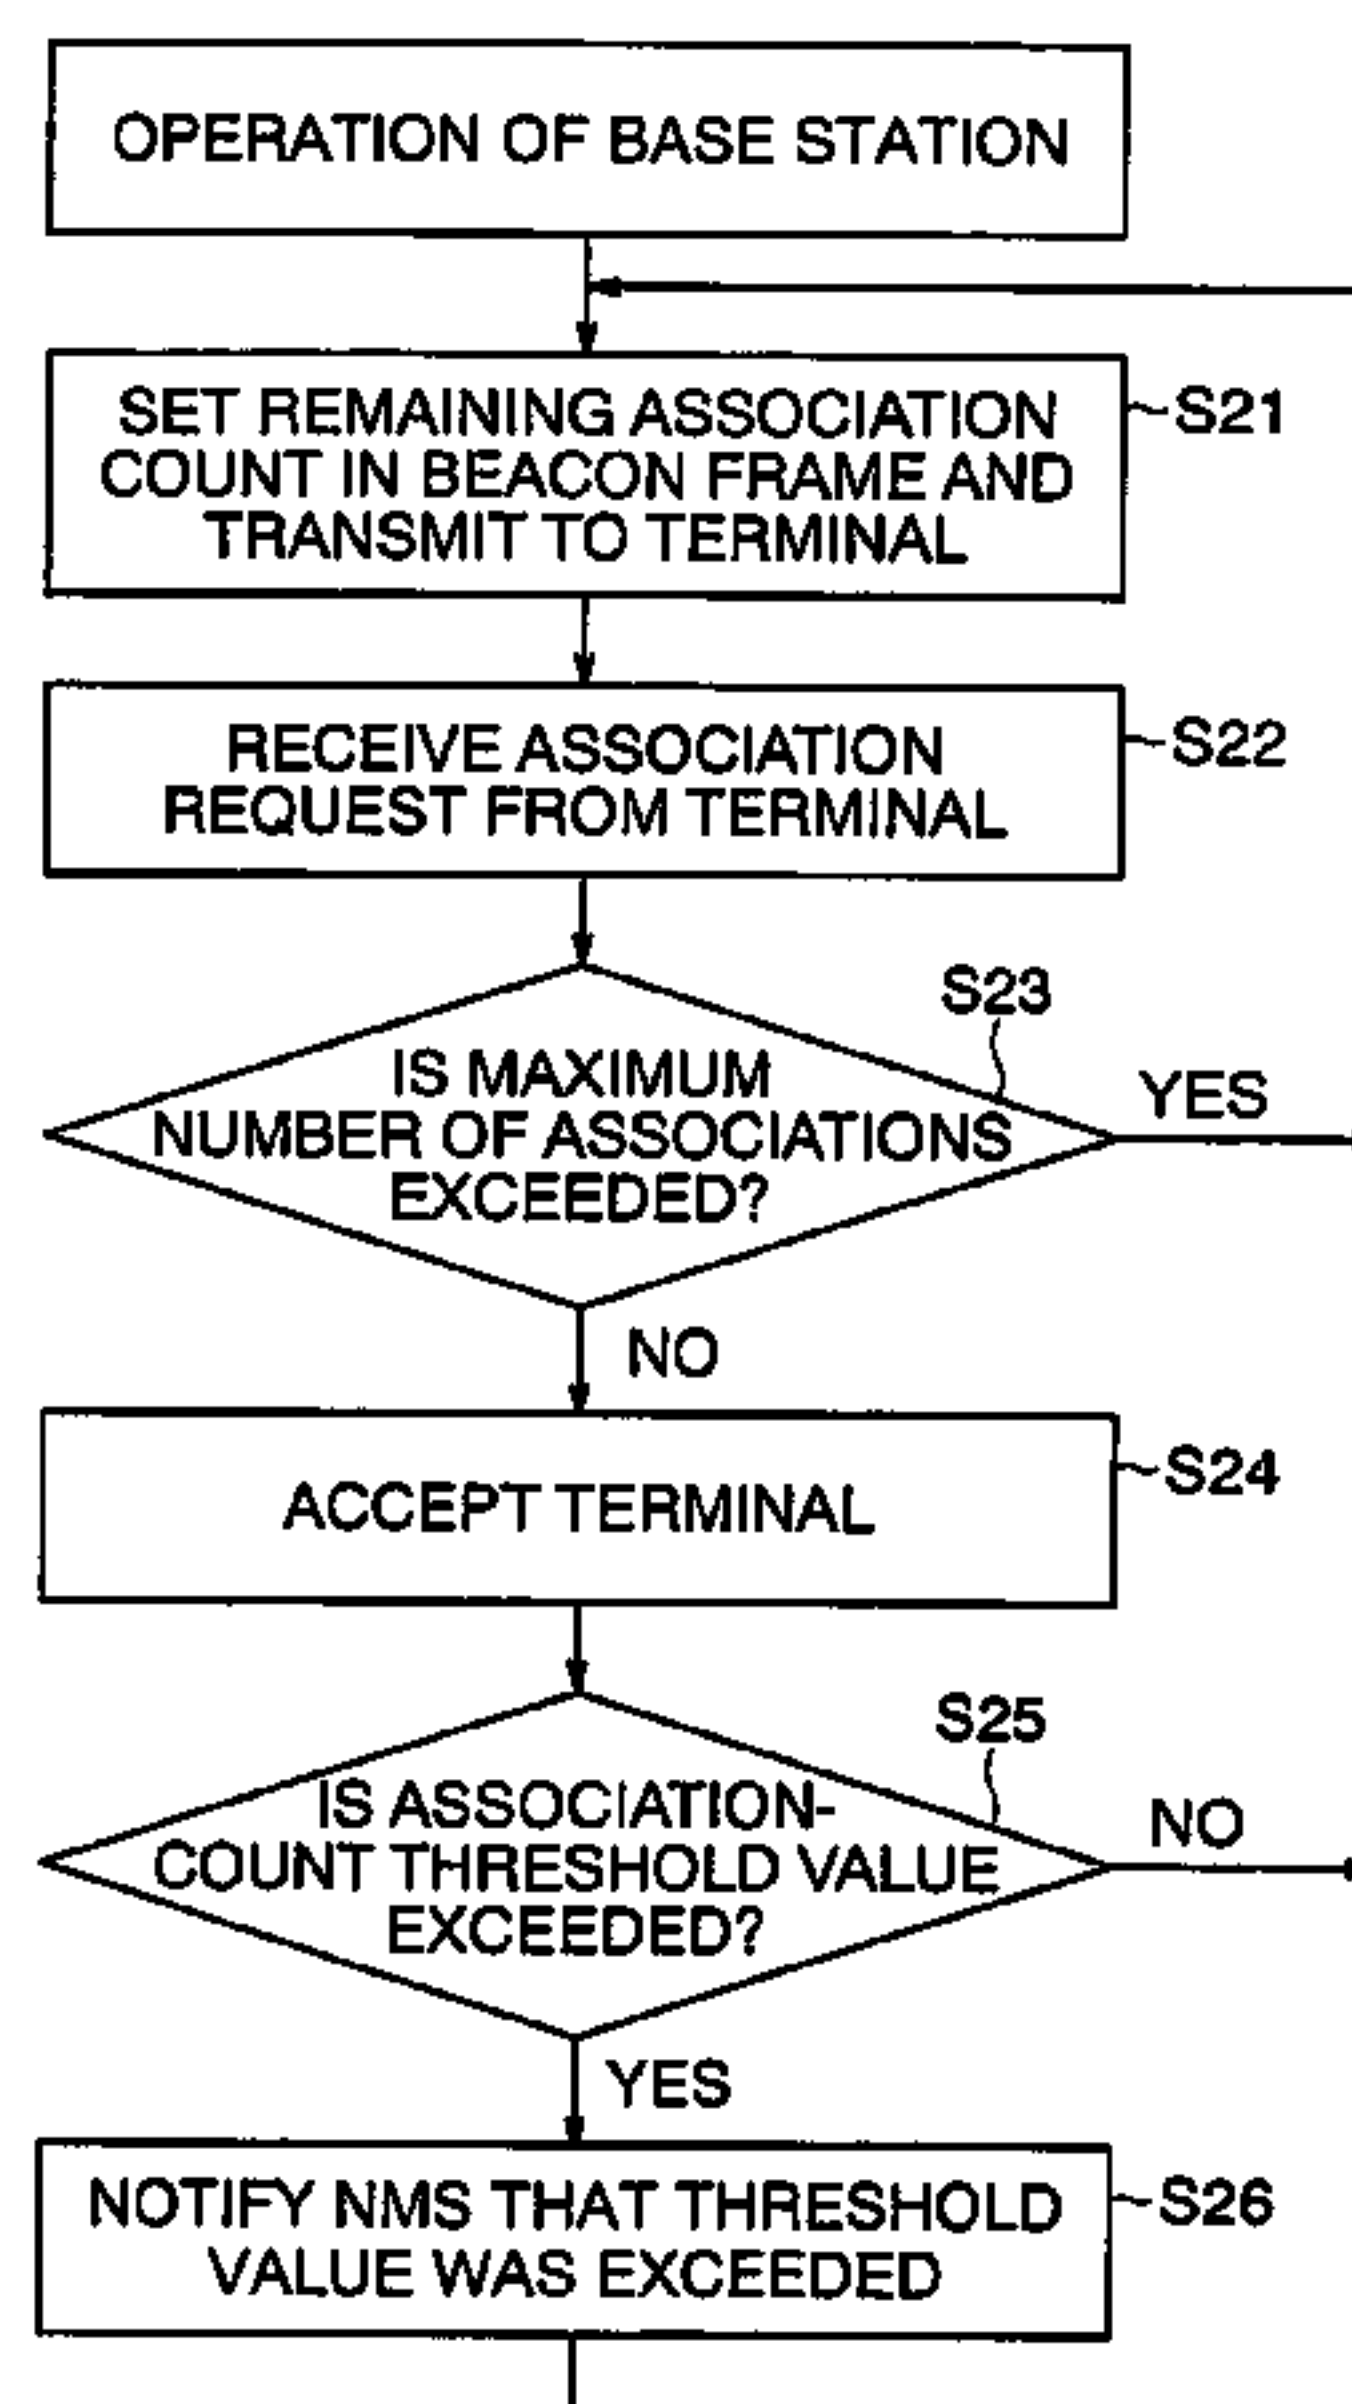 OPERATION OF BASE STATION
SET REMAINING ASSOCIATION
COUNT IN BEACON FRAME AND
TRANSMIT TO TERMINAL
S21
RECEIVE ASSOCIATION
REQUEST FROM TERMINAL
S22
S23
IS MAXIMUM
NUMBER OF ASSOCIATIONS
EXCEEDED?
YES
NO
ACCEPT TERMINAL
S24
S25
IS ASSOCIATION-
COUNT THRESHOLD VALUE
EXCEEDED?
NO
YES
NOTIFY NMS THAT THRESHOLD
VALUE WAS EXCEEDED
S26